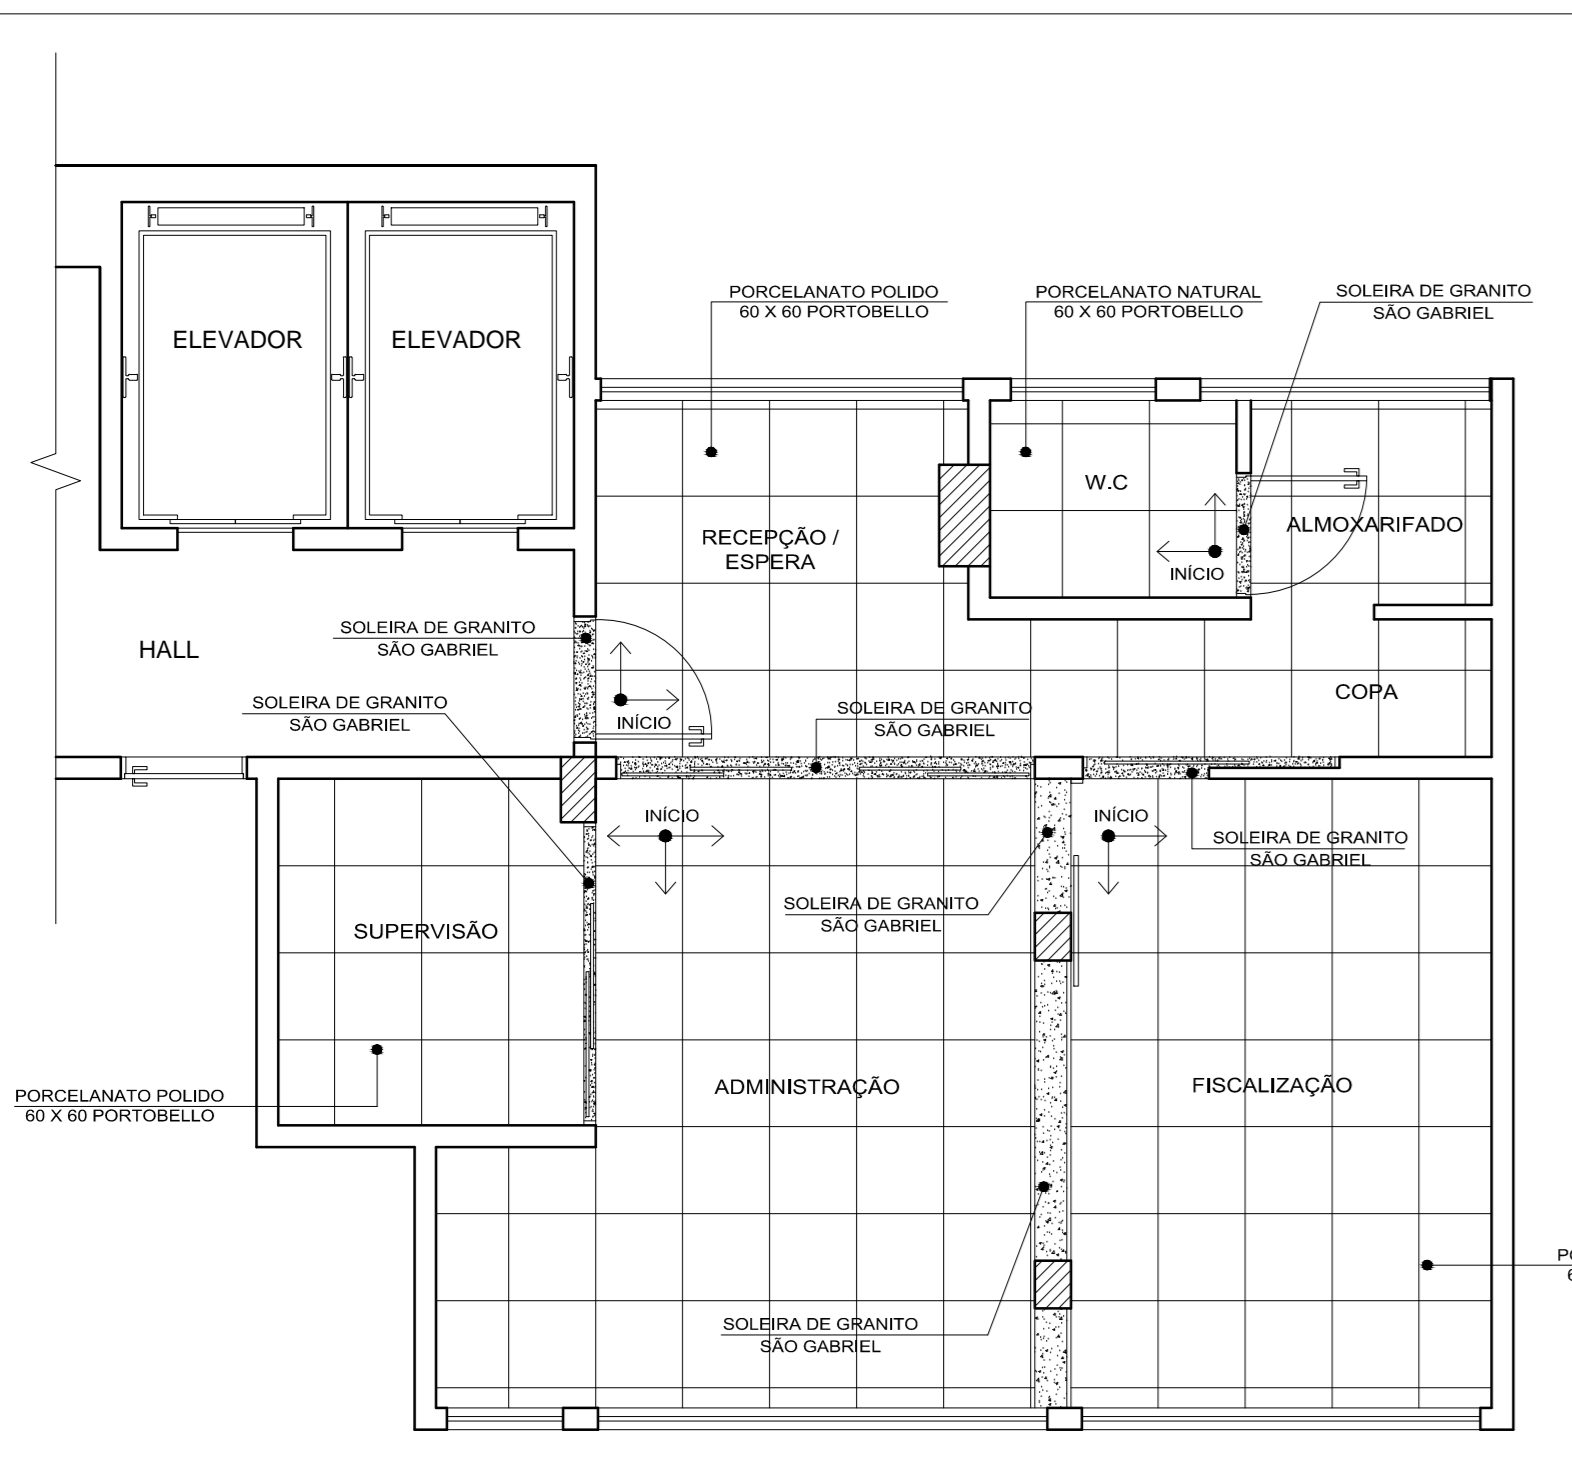 PORCELANATO POLIDO
60 X 60 PORTOBELLO
PORCELANATO NATURAL
60 X 60 PORTOBELLO
SOLEIRA DE GRANITO
SÃO GABRIEL
ELEVADOR
ELEVADOR
W.C
RECEPÇÃO /
ESPERA
ALMOXARIFADO
INÍCIO
SOLEIRA DE GRANITO
SÃO GABRIEL
HALL
SOLEIRA DE GRANITO
SÃO GABRIEL
INÍCIO
SOLEIRA DE GRANITO
SÃO GABRIEL
COPA
INÍCIO
INÍCIO
SOLEIRA DE GRANITO
SÃO GABRIEL
SOLEIRA DE GRANITO
SÃO GABRIEL
SUPERVISÃO
ADMINISTRAÇÃO
FISCALIZAÇÃO
PORCELANATO POLIDO
60 X 60 PORTOBELLO
SOLEIRA DE GRANITO
SÃO GABRIEL